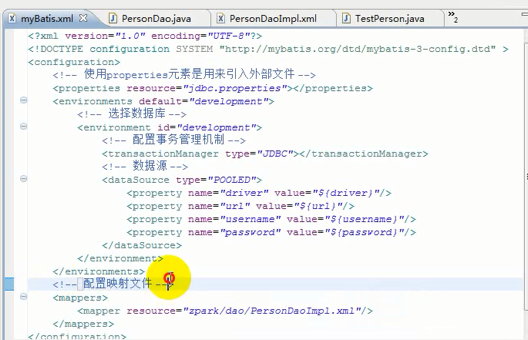 myBatis.xml PersonDao.java PersonDaoImpl.xml TestPerson.java »2
<?xml version="1.0" encoding="UTF-8"?>
<!DOCTYPE configuration SYSTEM "http://mybatis.org/dtd/mybatis-3-config.dtd" >
<configuration>
<!-- 使用properties元素是用来引入外部文件 -->
<properties resource="jdbc.properties"></properties>
<environments default="development">
<!-- 选择数据库 -->
<environment id="development">
<!-- 配置事务管理机制 -->
<transactionManager type="JDBC"></transactionManager>
<!-- 数据源 -->
<dataSource type="POOLED">
<property name="driver" value="${driver}"/>
<property name="url" value="${url}"/>
<property name="username" value="${username}"/>
<property name="password" value="${password}"/>
</dataSource>
</environment>
</environments>
<!-- 配置映射文件 -->
<mappers>
<mapper resource="zpark/dao/PersonDaoImpl.xml"/>
</mappers>
</configuration>